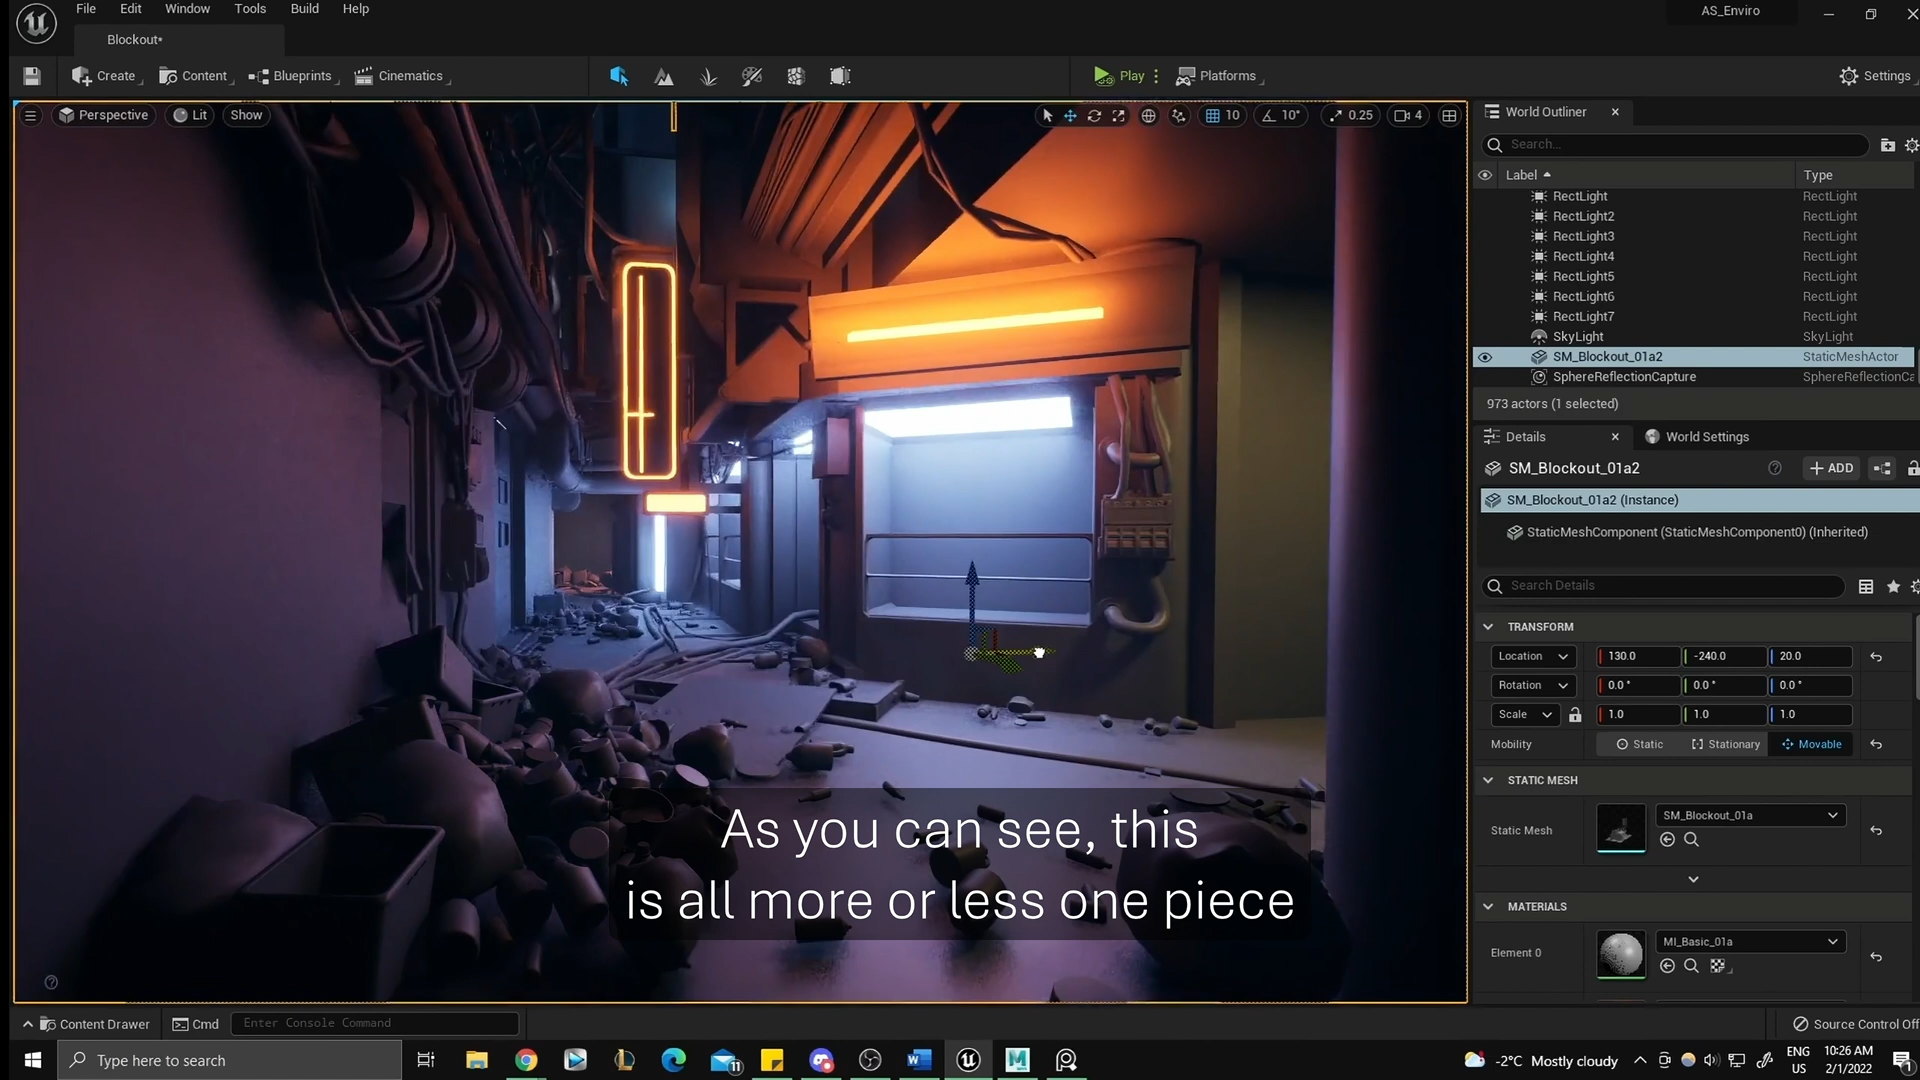 File Edit Window Tools Build Help
AS_Enviro
Blockout*
Create Content Blueprints Cinematics Play Platforms Settings
Perspective Lit Show 10 10° 0.25 4
World Outliner
Search...
Label Type
RectLight RectLight
RectLight2 RectLight
RectLight3 RectLight
RectLight4 RectLight
RectLight5 RectLight
RectLight6 RectLight
RectLight7 RectLight
SkyLight SkyLight
SM_Blockout_01a2 StaticMeshActor
SphereReflectionCapture SphereReflectionCa
973 actors (1 selected)
Details World Settings
SM_Blockout_01a2 ADD
SM_Blockout_01a2 (Instance)
StaticMeshComponent (StaticMeshComponent0) (Inherited)
Search Details
TRANSFORM
Location 130.0 -240.0 20.0
Rotation 0.0° 0.0° 0.0°
Scale 1.0 1.0 1.0
Mobility Static Stationary Movable
STATIC MESH
Static Mesh SM_Blockout_01a
MATERIALS
Element 0 MI_Basic_01a
As you can see, this
is all more or less one piece
Content Drawer Cmd Enter Console Command Source Control Off
Type here to search 11 -2°C Mostly cloudy ENG US 10:26 AM 2/1/2022 1